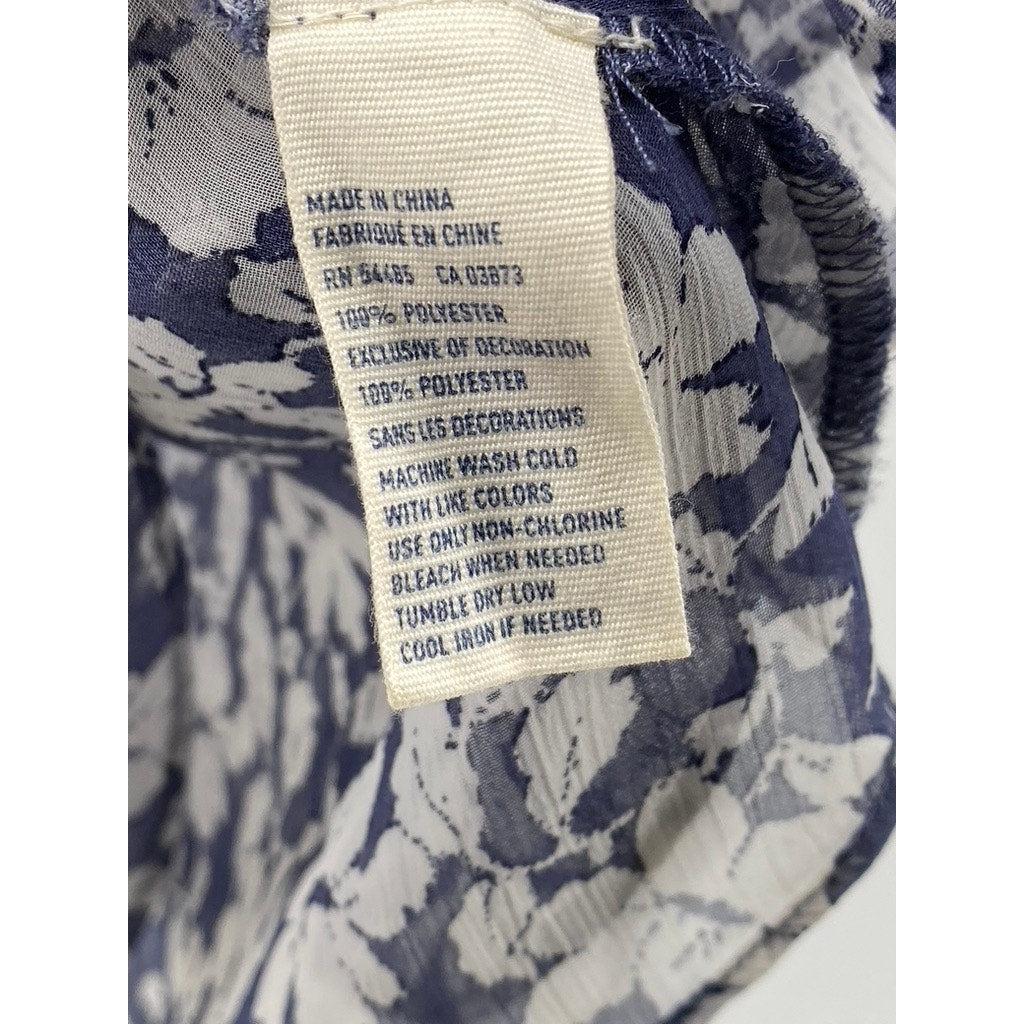 MADE IN CHINA
FABRIQUÉ EN CHINE
RN 54485 CA 03873
100% POLYESTER
EXCLUSIVE OF DECORATION
100% POLYESTER
SANS LES DÉCORATIONS
MACHINE WASH COLD
WITH LIKE COLORS
USE ONLY NON-CHLORINE
BLEACH WHEN NEEDED
TUMBLE DRY LOW
COOL IRON IF NEEDED